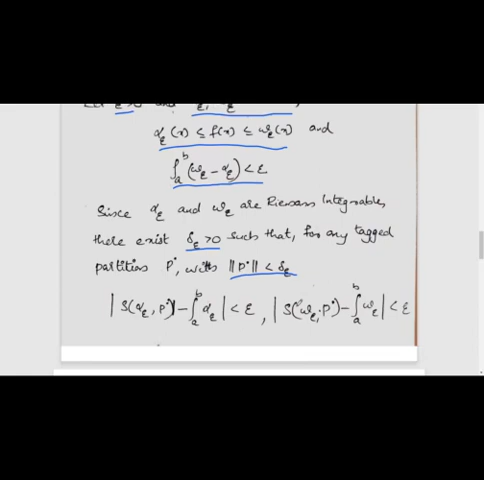 α_ε(x) ≤ f(x) ≤ ω_ε(x) and
∫_a^b (ω_ε − α_ε) < ε
Since α_ε and ω_ε are Riemann Integrable,
there exist δ_ε > 0 such that, for any tagged
partition Ṗ, with ||Ṗ|| < δ_ε
|S(α_ε, Ṗ) − ∫_a^b α_ε| < ε, |S(ω_ε; Ṗ) − ∫_a^b ω_ε| < ε